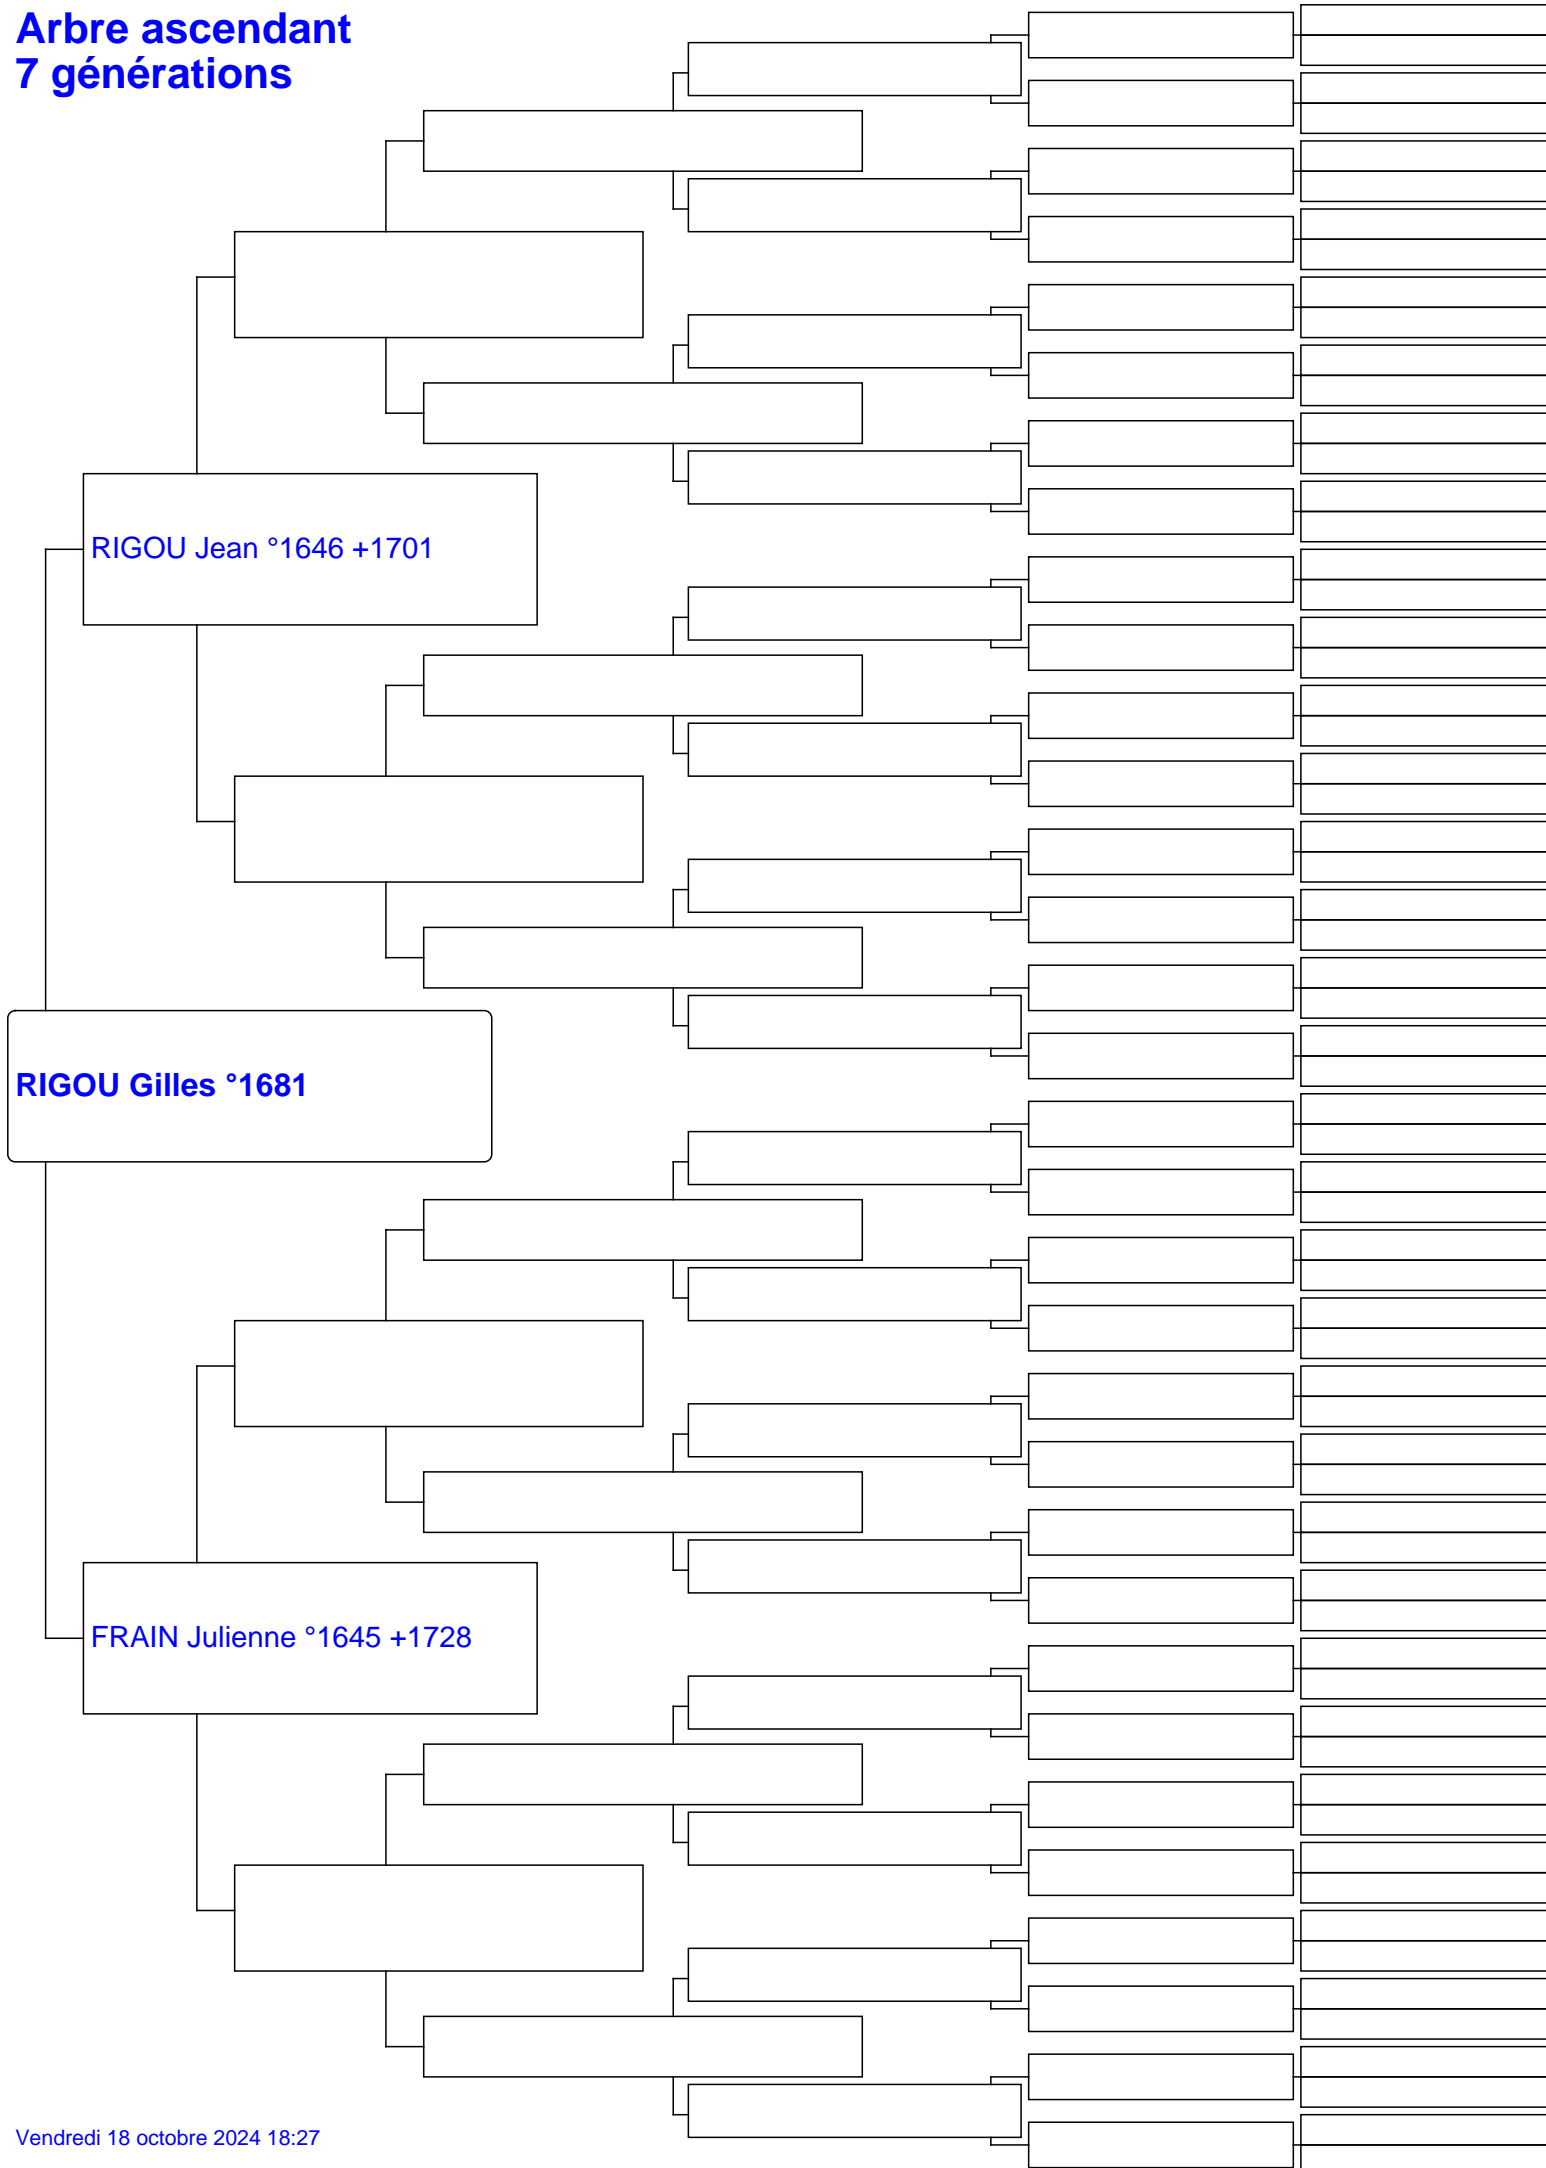 Arbre ascendant
7 générations
RIGOU Jean °1646 +1701
RIGOU Gilles °1681
FRAIN Julienne °1645 +1728
Vendredi 18 octobre 2024 18:27